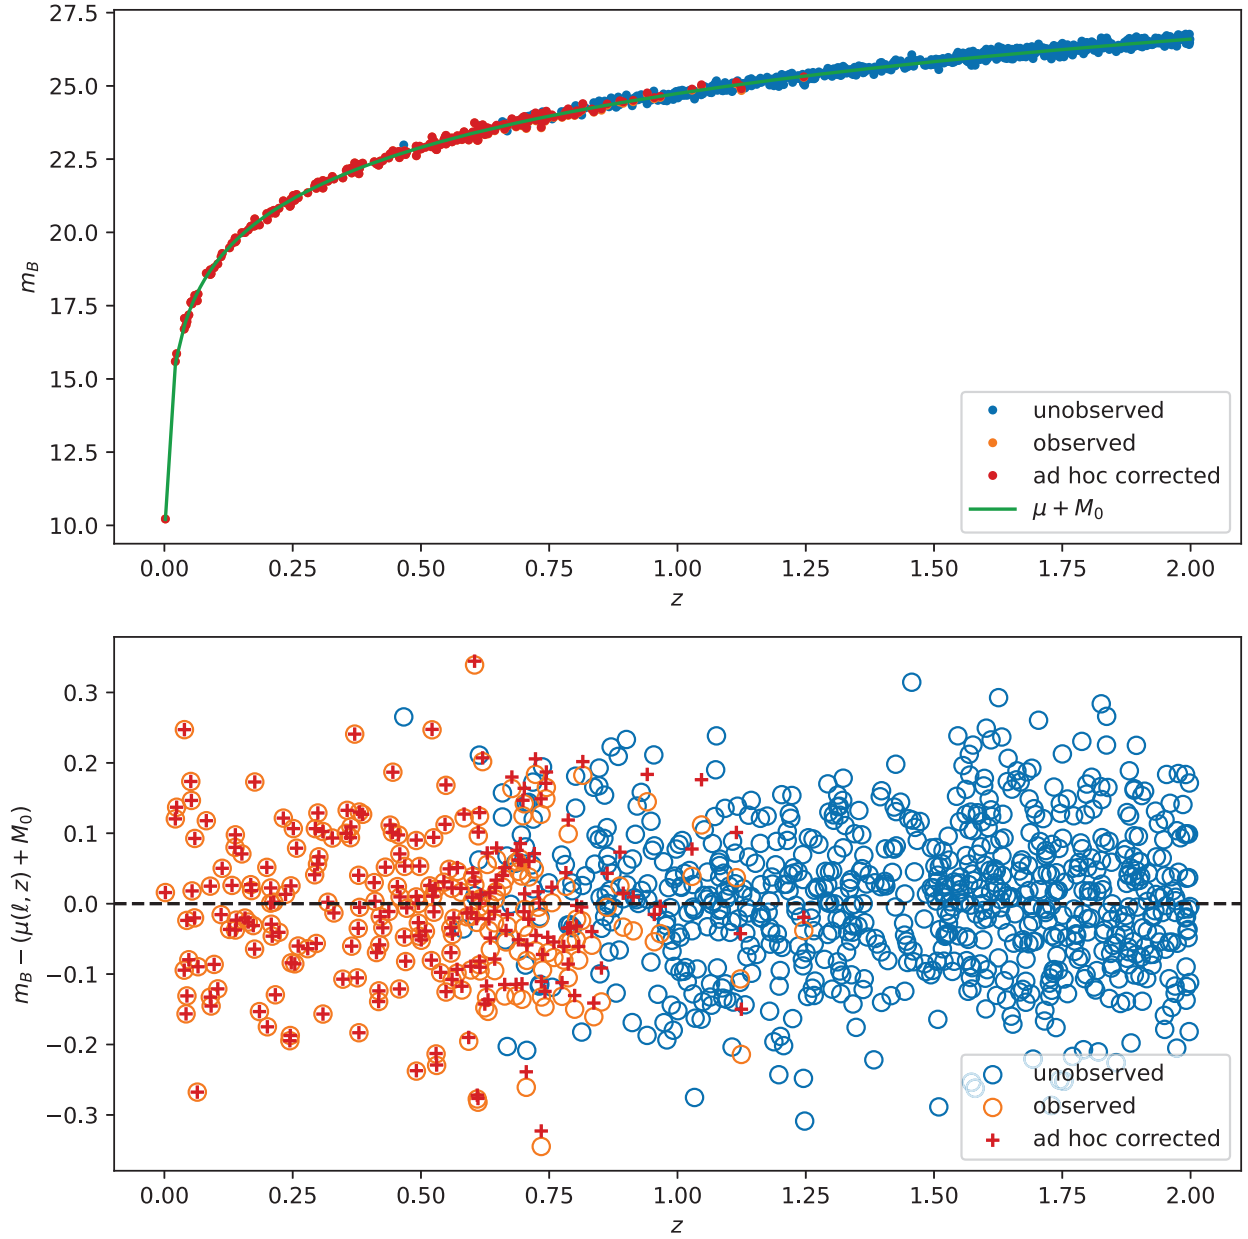 27.5
25.0
22.5
20.0
17.5
15.0
12.5
10.0
m_B
unobserved
observed
ad hoc corrected
μ + M₀
0.00 0.25 0.50 0.75 1.00 1.25 1.50 1.75 2.00
z
0.3
0.2
0.1
0.0
−0.1
−0.2
−0.3
m_B − (μ(ℓ, z) + M₀)
unobserved
observed
ad hoc corrected
0.00 0.25 0.50 0.75 1.00 1.25 1.50 1.75 2.00
z